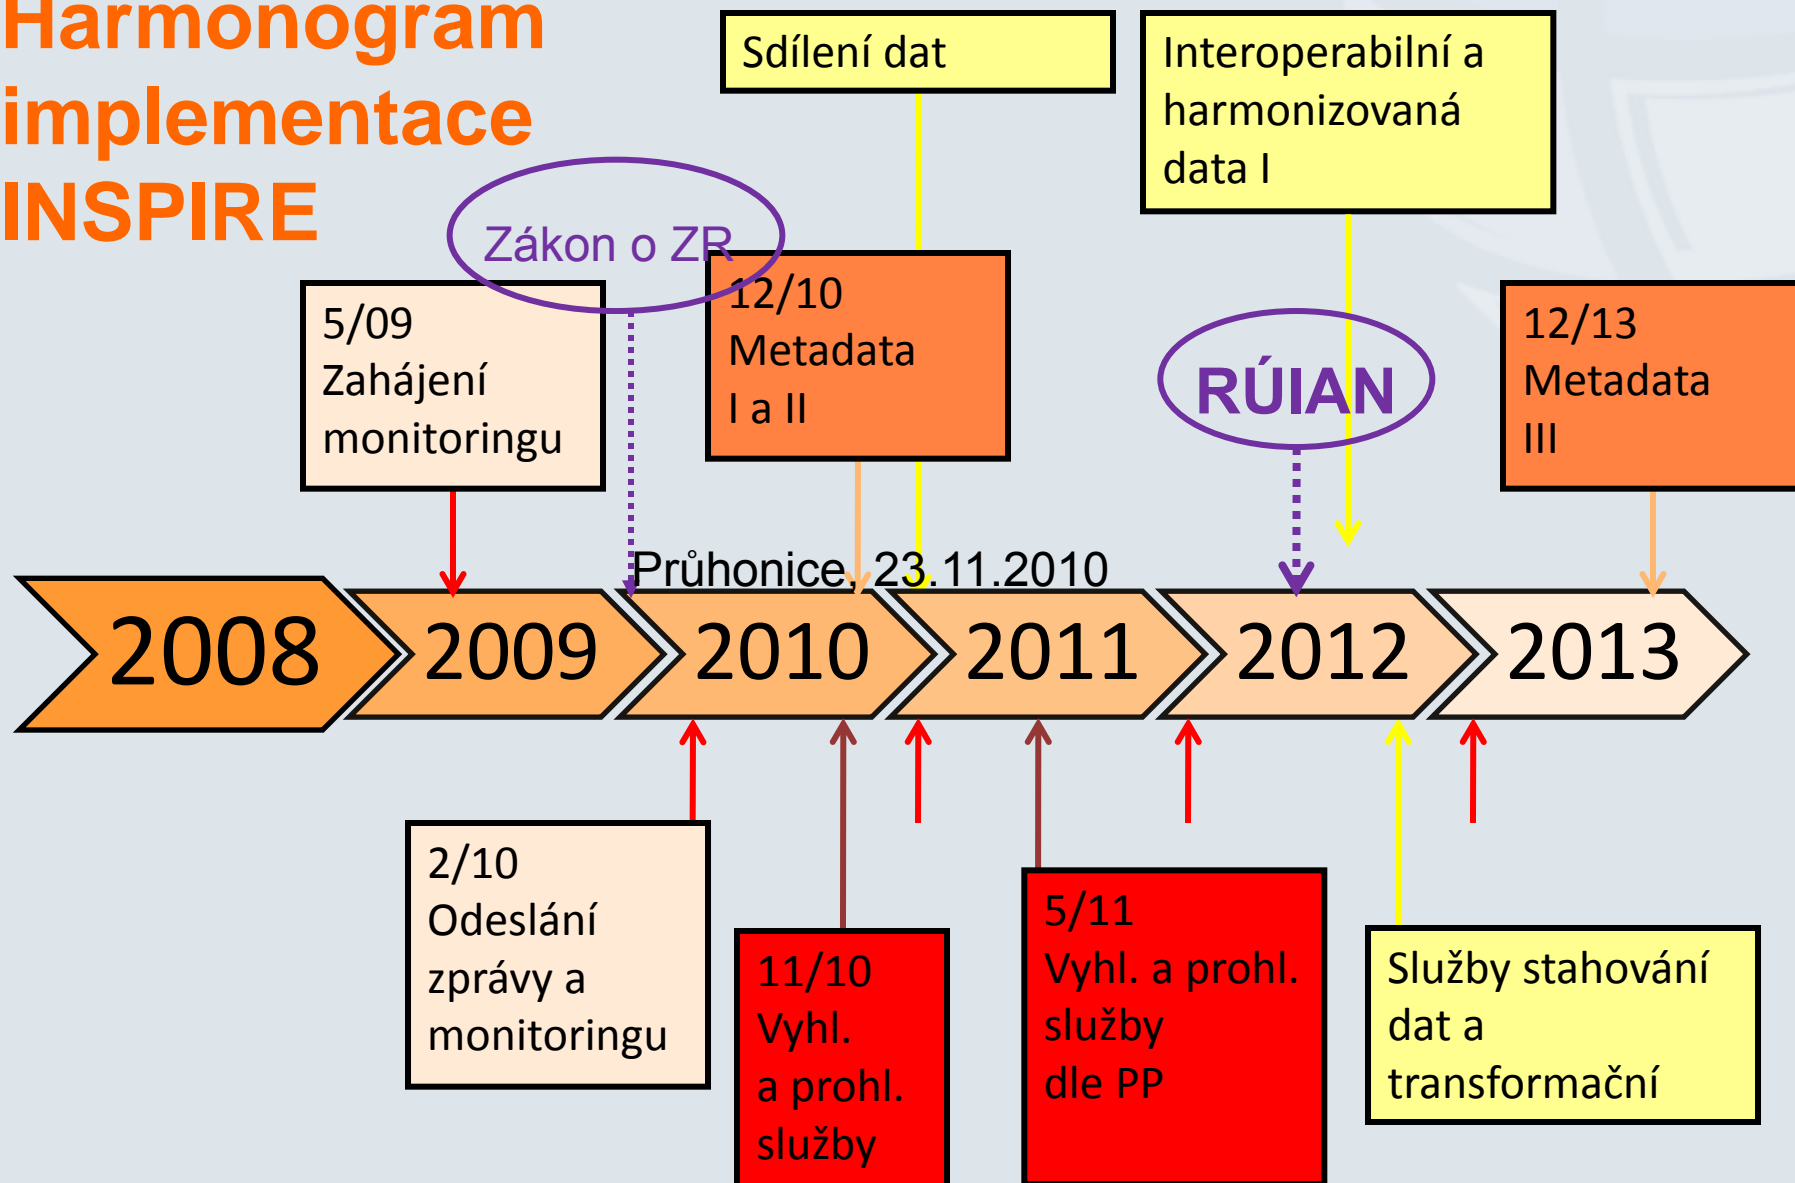 Harmonogram
implementace
INSPIRE
Sdílení dat
Interoperabilní a
harmonizovaná
data I
Zákon o ZR
5/09
Zahájení
monitoringu
12/10
Metadata
I a II
RÚIAN
12/13
Metadata
III
Průhonice, 23.11.2010
2008
2009
2010
2011
2012
2013
2/10
Odeslání
zprávy a
monitoringu
11/10
Vyhl.
a prohl.
služby
5/11
Vyhl. a prohl.
služby
dle PP
Služby stahování
dat a
transformační